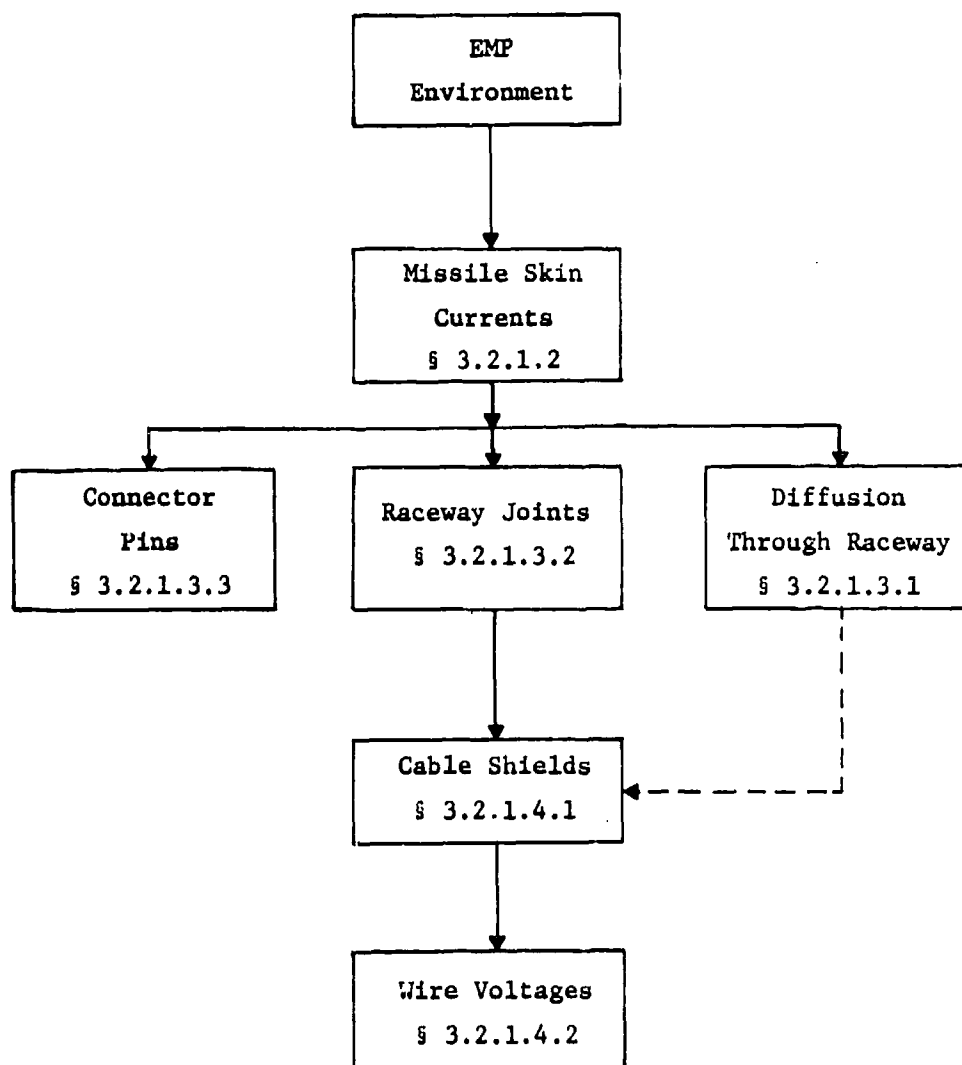 EMP
Environment
Missile Skin
Currents
§ 3.2.1.2
Connector
Pins
§ 3.2.1.3.3
Raceway Joints
§ 3.2.1.3.2
Diffusion
Through Raceway
§ 3.2.1.3.1
Cable Shields
§ 3.2.1.4.1
Wire Voltages
§ 3.2.1.4.2